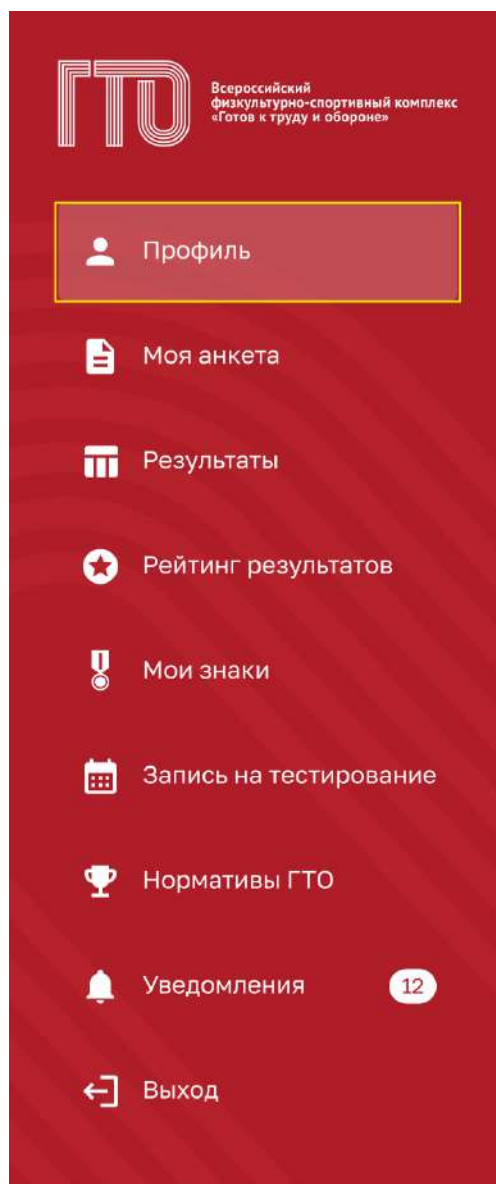 ГТО
Всероссийский
физкультурно-спортивный комплекс
«Готов к труду и обороне»
Профиль
Моя анкета
Результаты
Рейтинг результатов
Мои знаки
Запись на тестирование
Нормативы ГТО
Уведомления 12
Выход